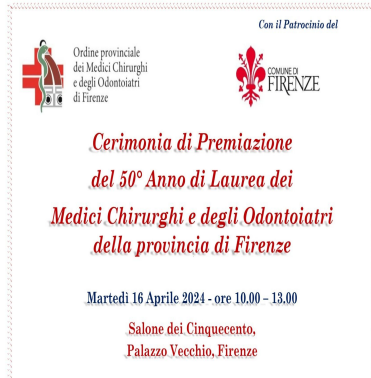 Con il Patrocinio del
Ordine provinciale
dei Medici Chirurghi
e degli Odontoiatri
di Firenze
COMUNE DI
FIRENZE
Cerimonia di Premiazione
del 50° Anno di Laurea dei
Medici Chirurghi e degli Odontoiatri
della provincia di Firenze
Martedì 16 Aprile 2024 - ore 10.00 – 13.00
Salone dei Cinquecento,
Palazzo Vecchio, Firenze